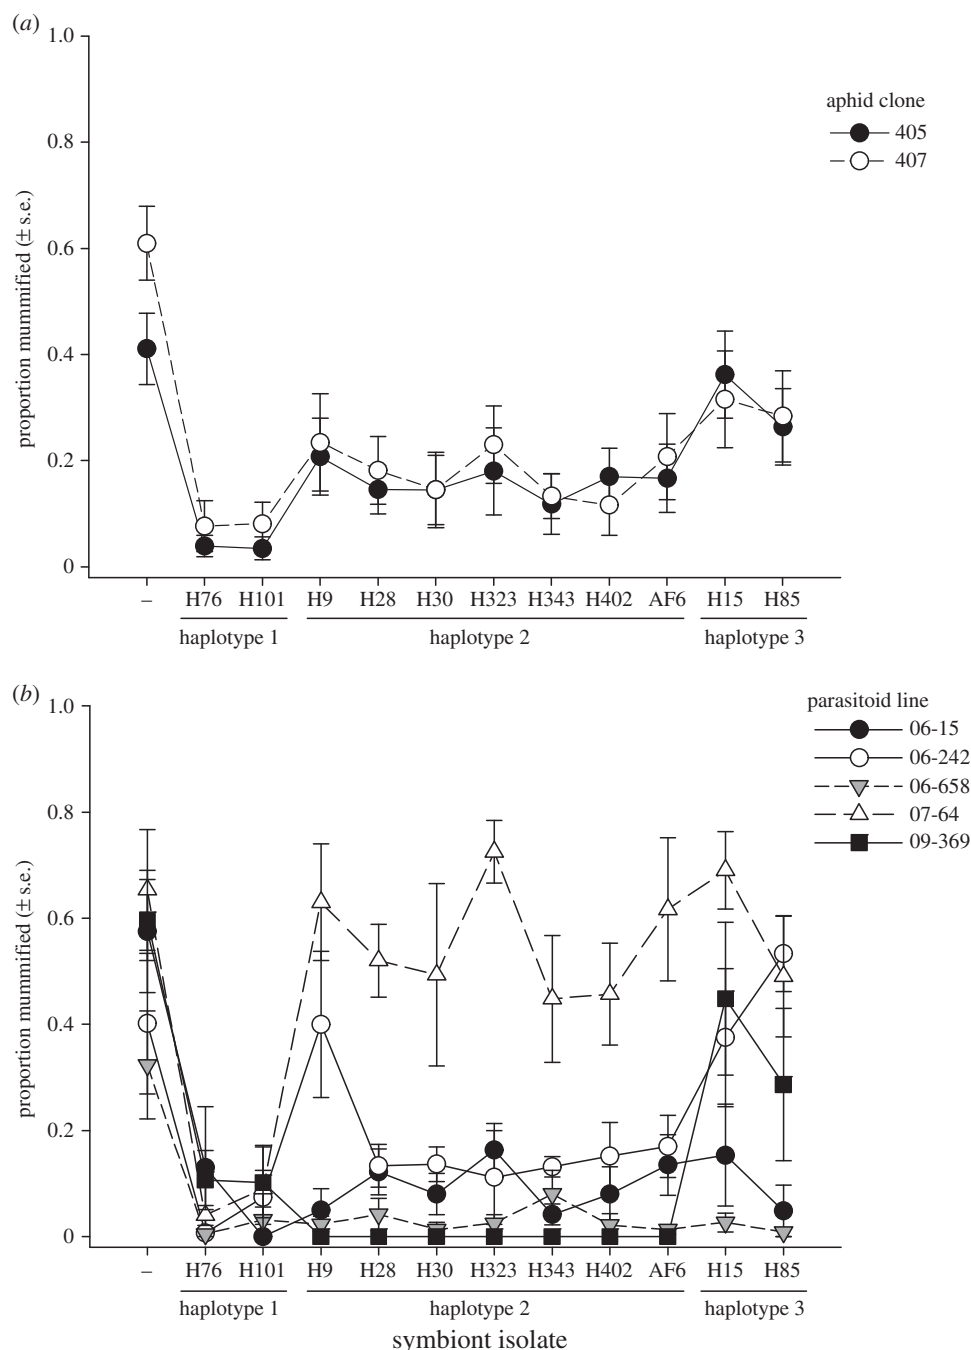 (a)
1.0
0.8
0.6
0.4
0.2
0
proportion mummified (± s.e.)
aphid clone
405
407
– H76 H101 H9 H28 H30 H323 H343 H402 AF6 H15 H85
haplotype 1 haplotype 2 haplotype 3
(b)
1.0
0.8
0.6
0.4
0.2
0
proportion mummified (± s.e.)
parasitoid line
06-15
06-242
06-658
07-64
09-369
– H76 H101 H9 H28 H30 H323 H343 H402 AF6 H15 H85
haplotype 1 haplotype 2 haplotype 3
symbiont isolate